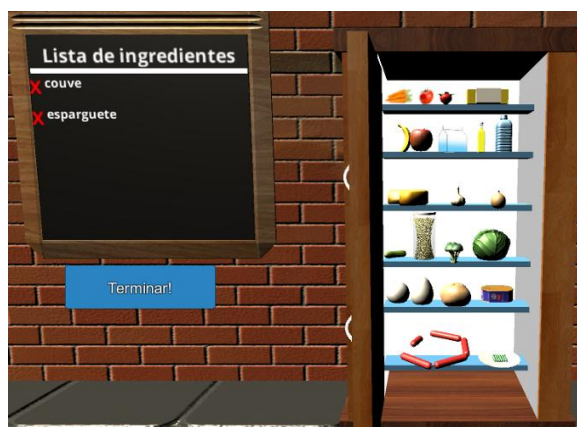 Lista de ingredientes
X couve
X esparguete
Terminar!